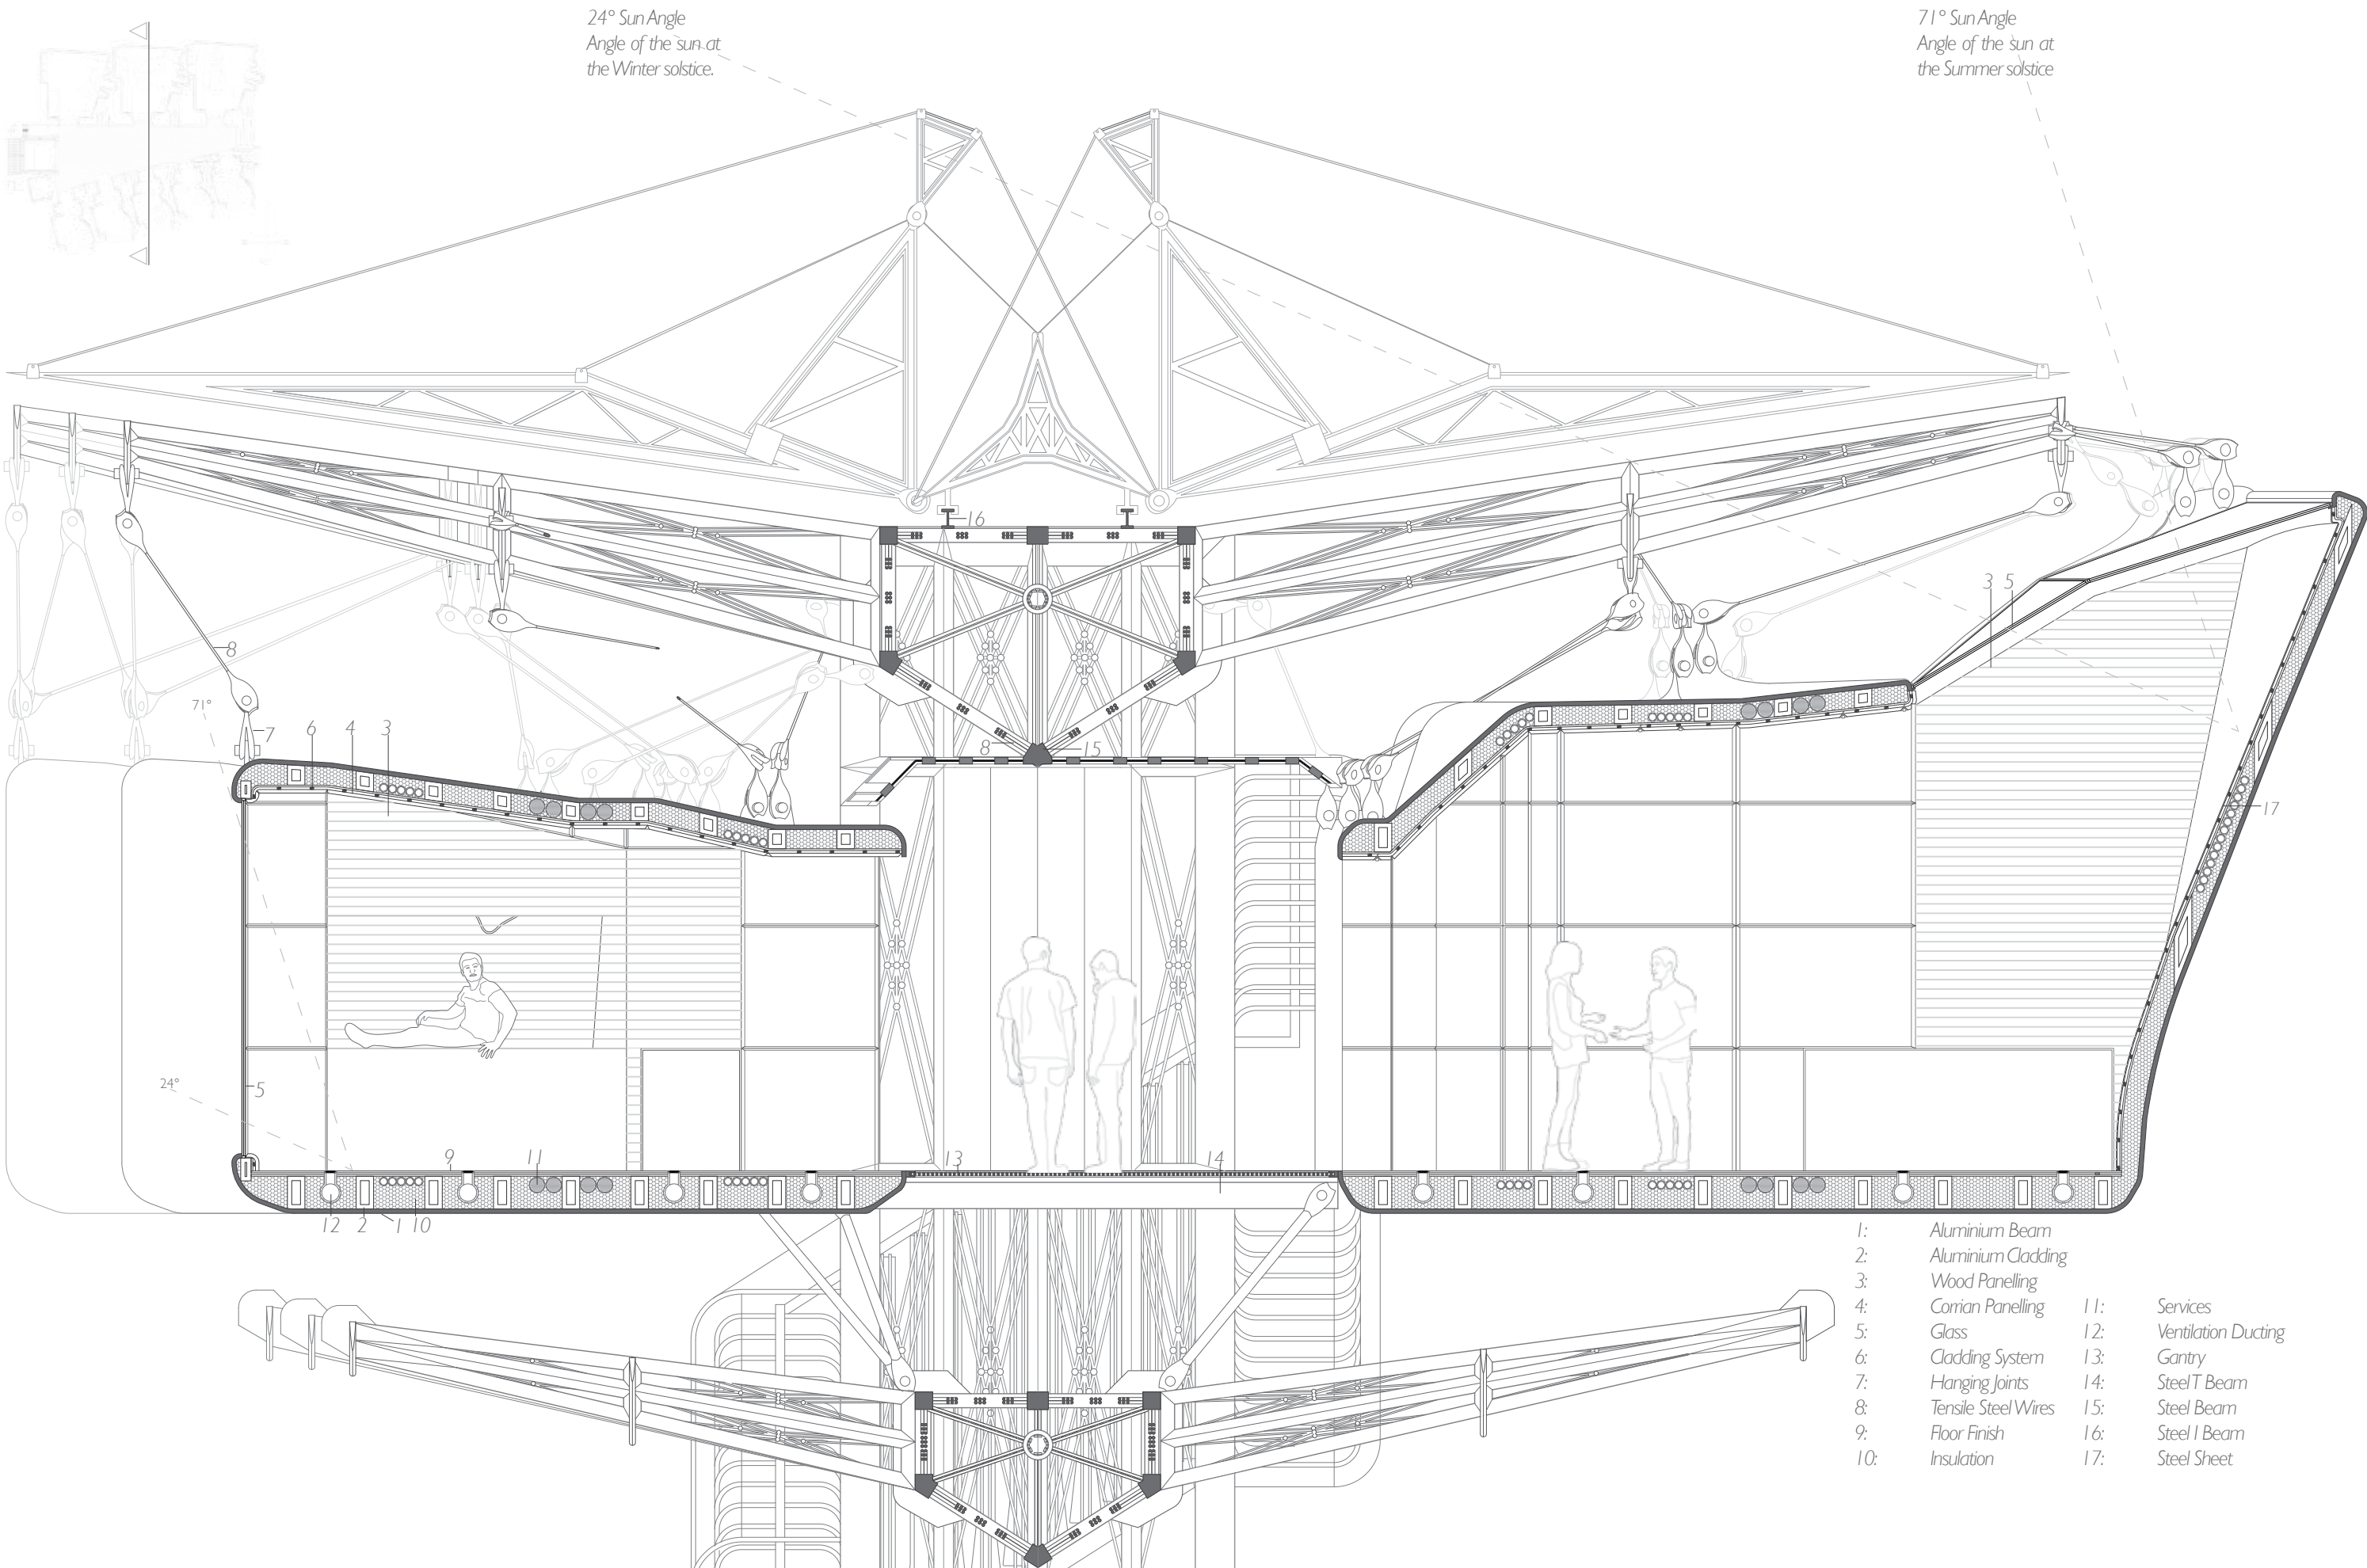 24° Sun Angle
Angle of the sun at
the Winter solstice.
71° Sun Angle
Angle of the sun at
the Summer solstice
16
3 5
8
71°
7
6 4 3
8
15
17
24°
5
9 11
13 14
12 2 1 10
1: Aluminium Beam
2: Aluminium Cladding
3: Wood Panelling
4: Corrian Panelling 11: Services
5: Glass 12: Ventilation Ducting
6: Cladding System 13: Gantry
7: Hanging Joints 14: Steel T Beam
8: Tensile Steel Wires 15: Steel Beam
9: Floor Finish 16: Steel I Beam
10: Insulation 17: Steel Sheet